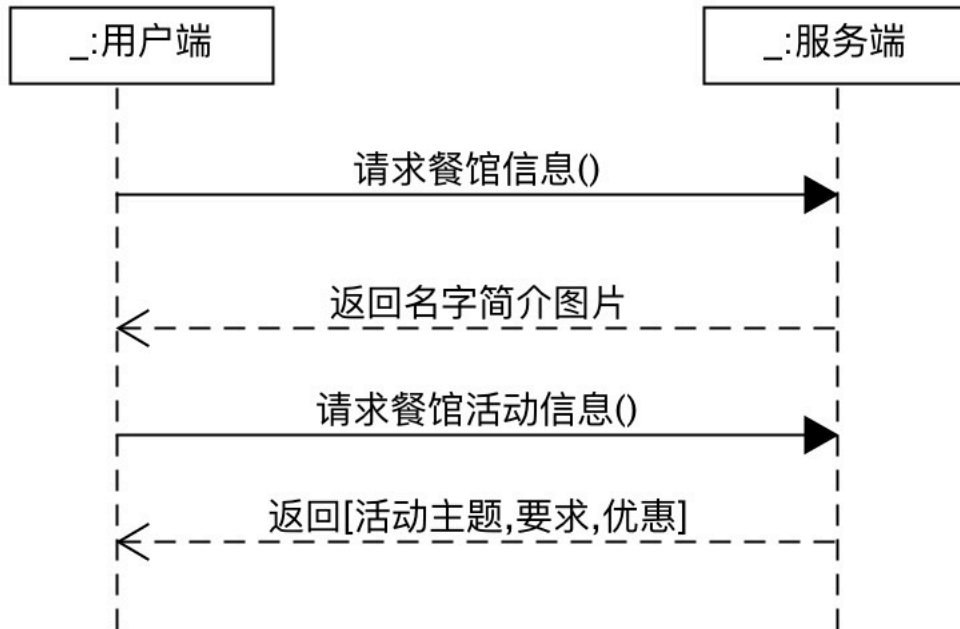 _:用户端
_:服务端
请求餐馆信息()
返回名字简介图片
请求餐馆活动信息()
返回[活动主题,要求,优惠]